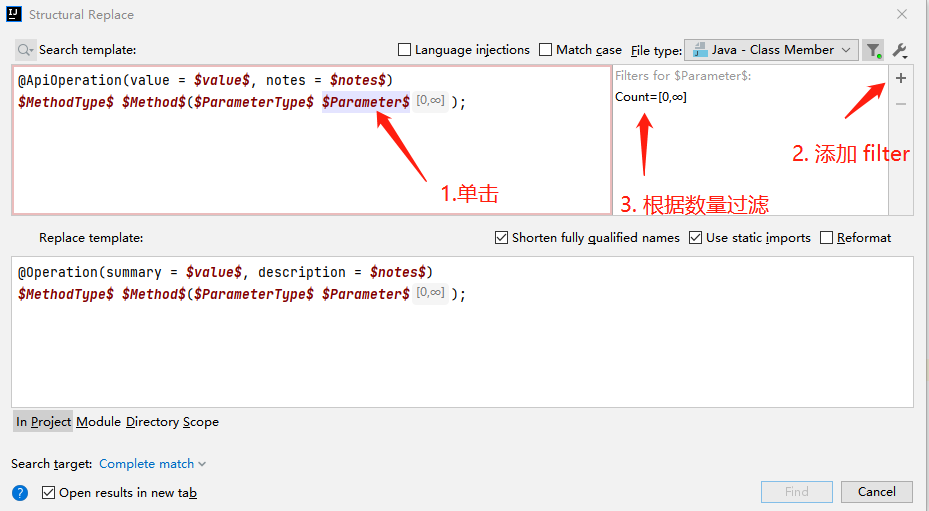 Structural Replace
Search template:
Language injections
Match case
File type:
Java - Class Member
@ApiOperation(value = $value$, notes = $notes$)
$MethodType$ $Method$($ParameterType$ $Parameter$ [0,∞] );
Filters for $Parameter$:
Count=[0,∞]
1.单击
2. 添加 filter
3. 根据数量过滤
Replace template:
Shorten fully qualified names
Use static imports
Reformat
@Operation(summary = $value$, description = $notes$)
$MethodType$ $Method$($ParameterType$ $Parameter$ [0,∞] );
In Project Module Directory Scope
Search target: Complete match
? Open results in new tab
Find
Cancel